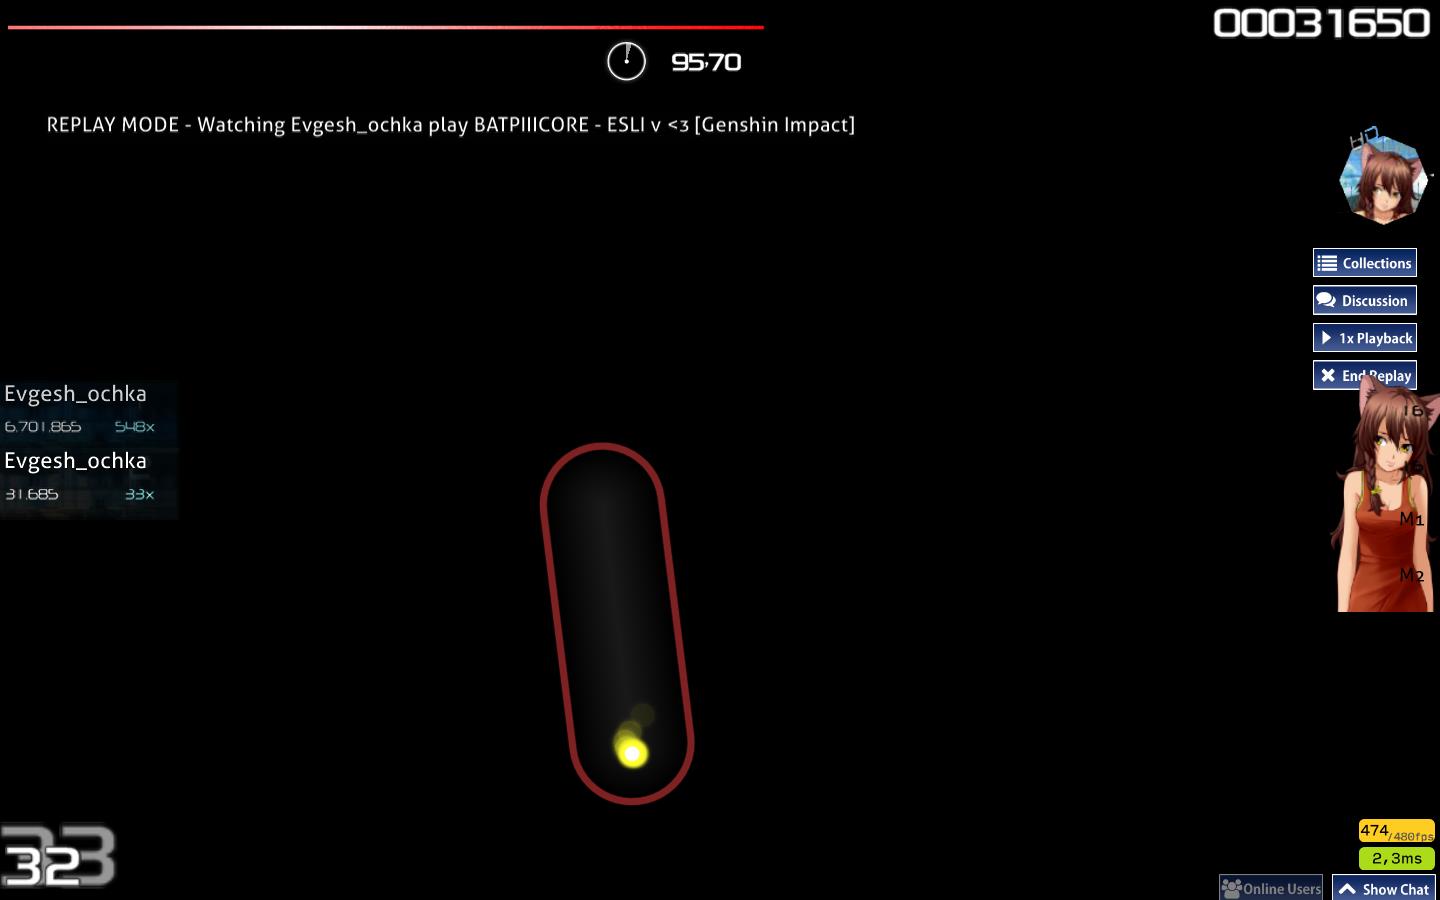 00031650
95,70
REPLAY MODE - Watching Evgesh_ochka play BATPIIICORE - ESLI v <3 [Genshin Impact]
HD
Collections
Discussion
1x Playback
End Replay
Evgesh_ochka
6.701.865 548x
Evgesh_ochka
31.685 33x
16
M1
M2
32
474/480fps
2,3ms
Online Users
Show Chat